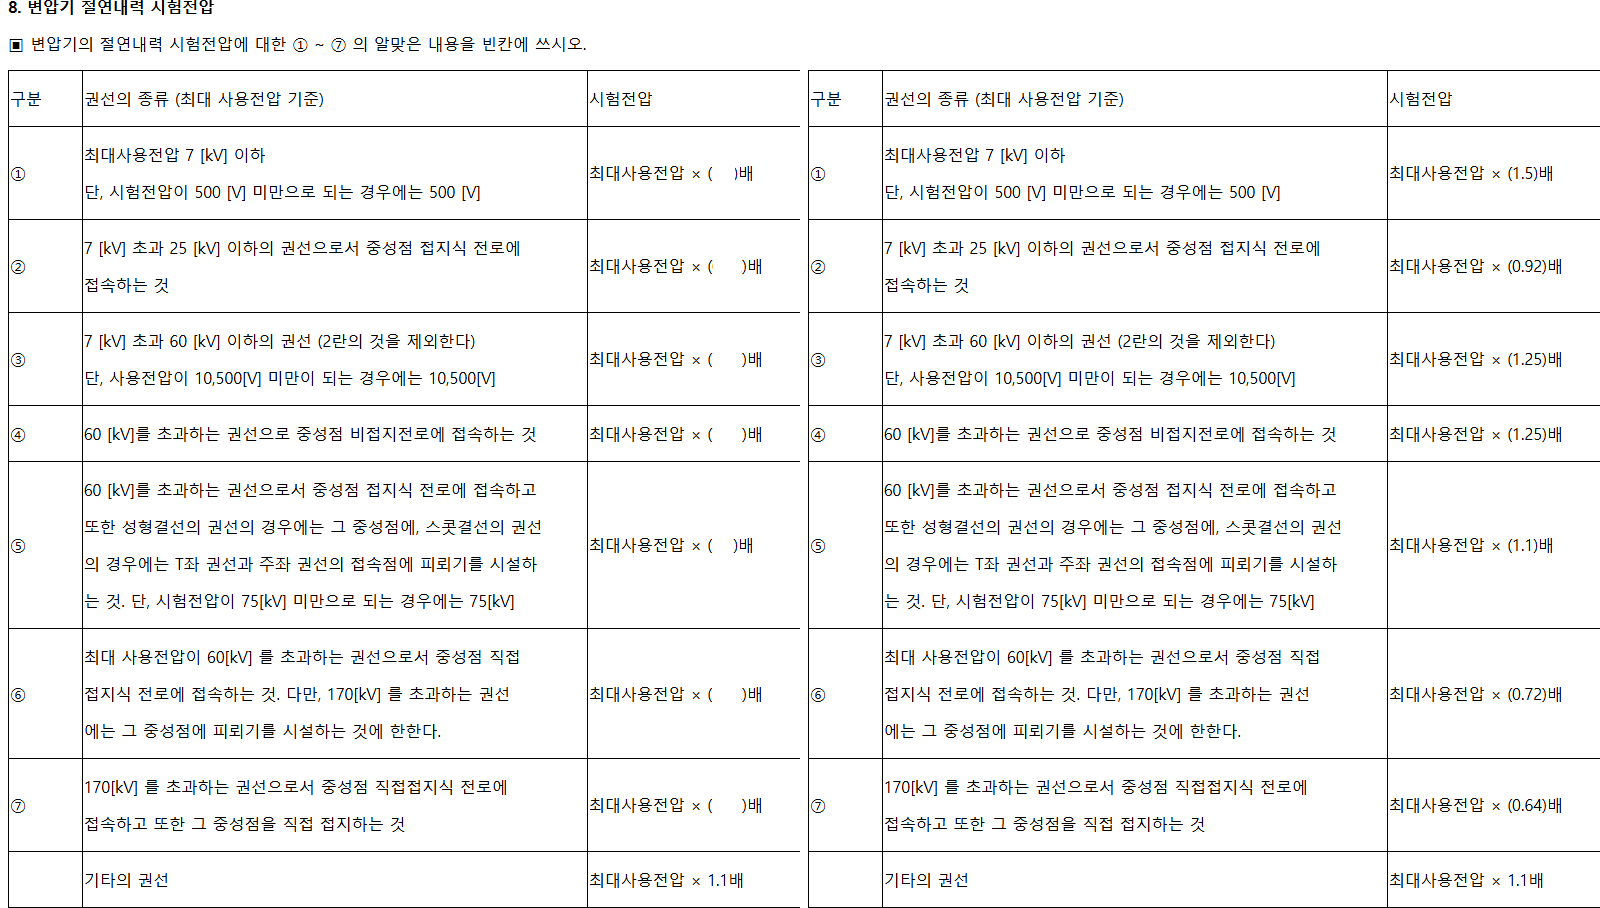 8. 변압기 절연내력 시험전압
▣ 변압기의 절연내력 시험전압에 대한 ① ~ ⑦ 의 알맞은 내용을 빈칸에 쓰시오.
구분 권선의 종류 (최대 사용전압 기준) 시험전압
①
최대사용전압 7 [kV] 이하
단, 시험전압이 500 [V] 미만으로 되는 경우에는 500 [V]
최대사용전압 × ( )배
②
7 [kV] 초과 25 [kV] 이하의 권선으로서 중성점 접지식 전로에
접속하는 것
최대사용전압 × ( )배
③
7 [kV] 초과 60 [kV] 이하의 권선 (2란의 것을 제외한다)
단, 사용전압이 10,500[V] 미만이 되는 경우에는 10,500[V]
최대사용전압 × ( )배
④
60 [kV]를 초과하는 권선으로 중성점 비접지전로에 접속하는 것
최대사용전압 × ( )배
⑤
60 [kV]를 초과하는 권선으로서 중성점 접지식 전로에 접속하고
또한 성형결선의 권선의 경우에는 그 중성점에, 스콧결선의 권선
의 경우에는 T좌 권선과 주좌 권선의 접속점에 피뢰기를 시설하
는 것. 단, 시험전압이 75[kV] 미만으로 되는 경우에는 75[kV]
최대사용전압 × ( )배
⑥
최대 사용전압이 60[kV] 를 초과하는 권선으로서 중성점 직접
접지식 전로에 접속하는 것. 다만, 170[kV] 를 초과하는 권선
에는 그 중성점에 피뢰기를 시설하는 것에 한한다.
최대사용전압 × ( )배
⑦
170[kV] 를 초과하는 권선으로서 중성점 직접접지식 전로에
접속하고 또한 그 중성점을 직접 접지하는 것
최대사용전압 × ( )배
기타의 권선
최대사용전압 × 1.1배
구분 권선의 종류 (최대 사용전압 기준) 시험전압
①
최대사용전압 7 [kV] 이하
단, 시험전압이 500 [V] 미만으로 되는 경우에는 500 [V]
최대사용전압 × (1.5)배
②
7 [kV] 초과 25 [kV] 이하의 권선으로서 중성점 접지식 전로에
접속하는 것
최대사용전압 × (0.92)배
③
7 [kV] 초과 60 [kV] 이하의 권선 (2란의 것을 제외한다)
단, 사용전압이 10,500[V] 미만이 되는 경우에는 10,500[V]
최대사용전압 × (1.25)배
④
60 [kV]를 초과하는 권선으로 중성점 비접지전로에 접속하는 것
최대사용전압 × (1.25)배
⑤
60 [kV]를 초과하는 권선으로서 중성점 접지식 전로에 접속하고
또한 성형결선의 권선의 경우에는 그 중성점에, 스콧결선의 권선
의 경우에는 T좌 권선과 주좌 권선의 접속점에 피뢰기를 시설하
는 것. 단, 시험전압이 75[kV] 미만으로 되는 경우에는 75[kV]
최대사용전압 × (1.1)배
⑥
최대 사용전압이 60[kV] 를 초과하는 권선으로서 중성점 직접
접지식 전로에 접속하는 것. 다만, 170[kV] 를 초과하는 권선
에는 그 중성점에 피뢰기를 시설하는 것에 한한다.
최대사용전압 × (0.72)배
⑦
170[kV] 를 초과하는 권선으로서 중성점 직접접지식 전로에
접속하고 또한 그 중성점을 직접 접지하는 것
최대사용전압 × (0.64)배
기타의 권선
최대사용전압 × 1.1배